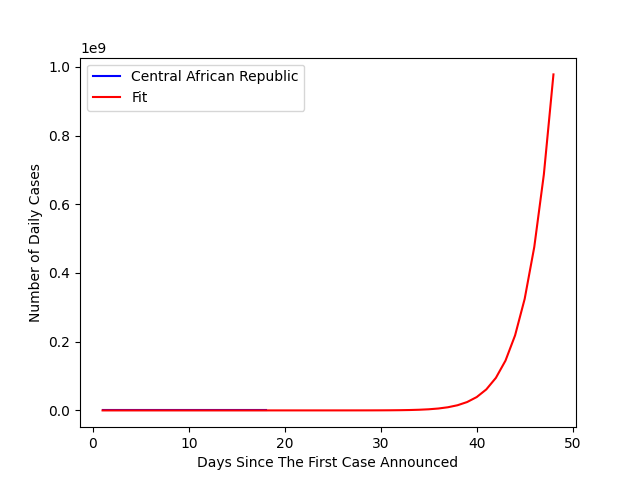 1e9
Central African Republic
Fit
1.0
0.8
0.6
0.4
0.2
0.0
Number of Daily Cases
0 10 20 30 40 50
Days Since The First Case Announced